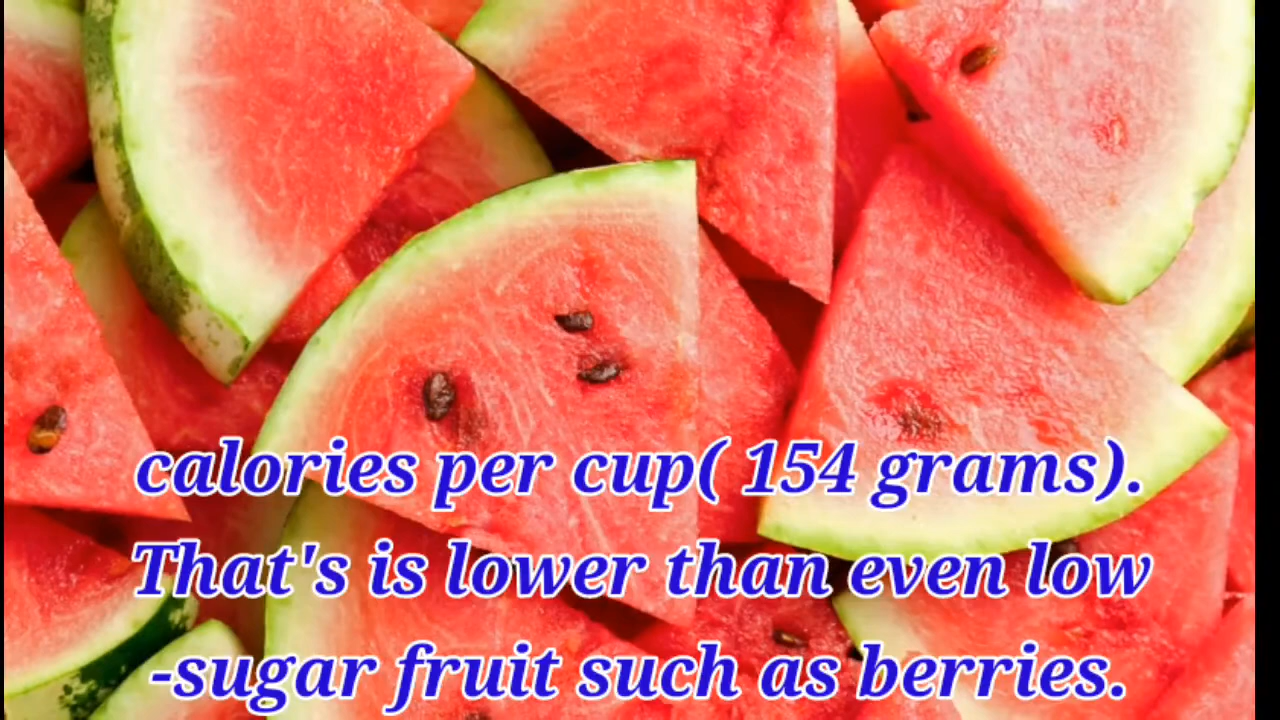 calories per cup( 154 grams).
That's is lower than even low
-sugar fruit such as berries.